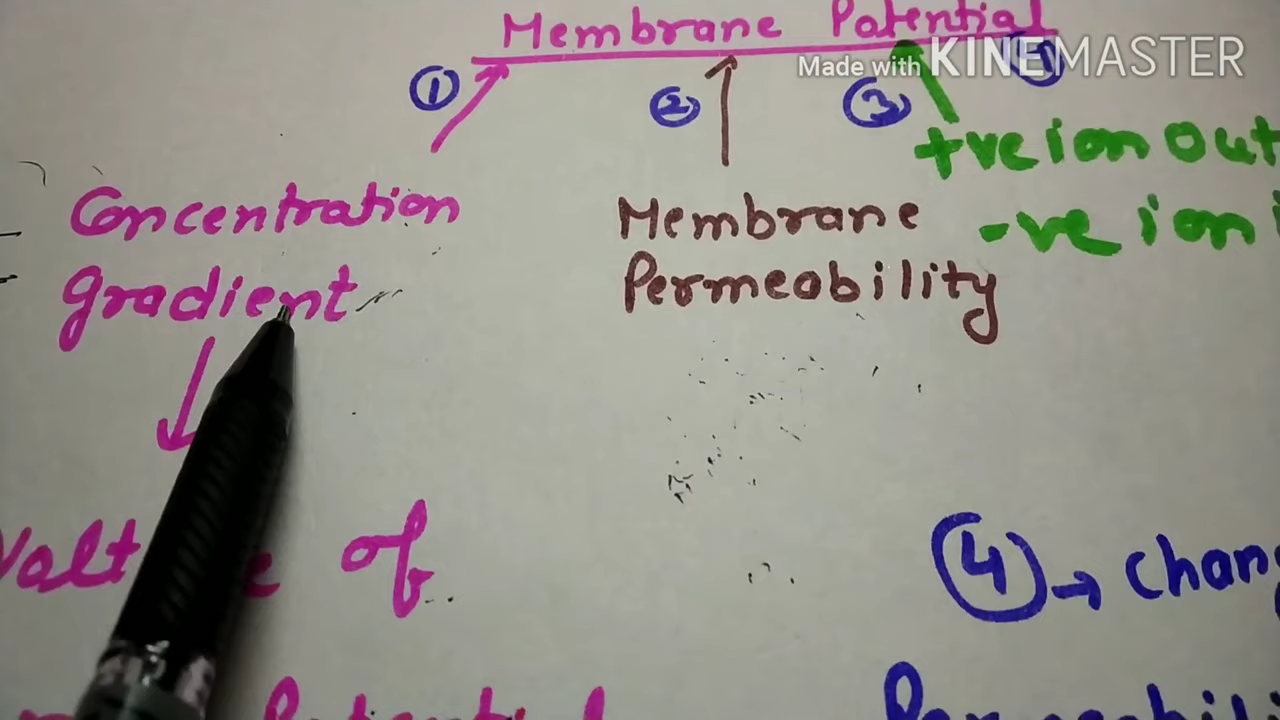 Membrane Potential
Made with KINEMASTER
① ② ③
+ve ion out
Concentration
Membrane
-ve ion
gradient
Permeability
of
④ → chang